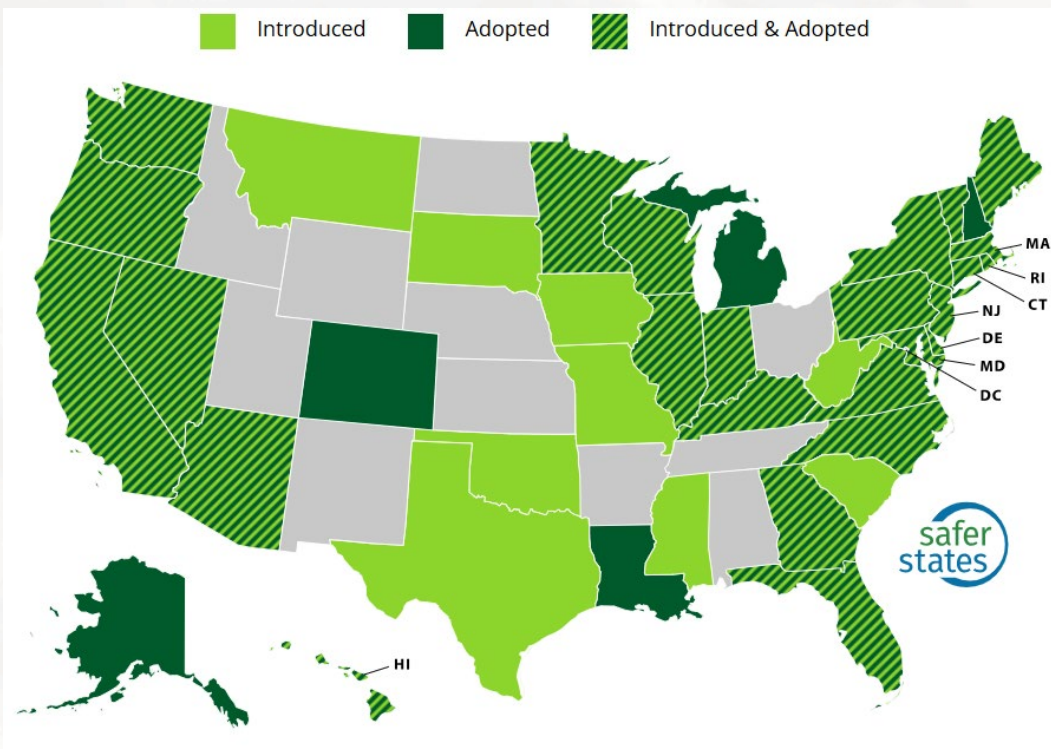 Introduced
Adopted
Introduced & Adopted
MA
RI
CT
NJ
DE
MD
DC
safer
states
HI